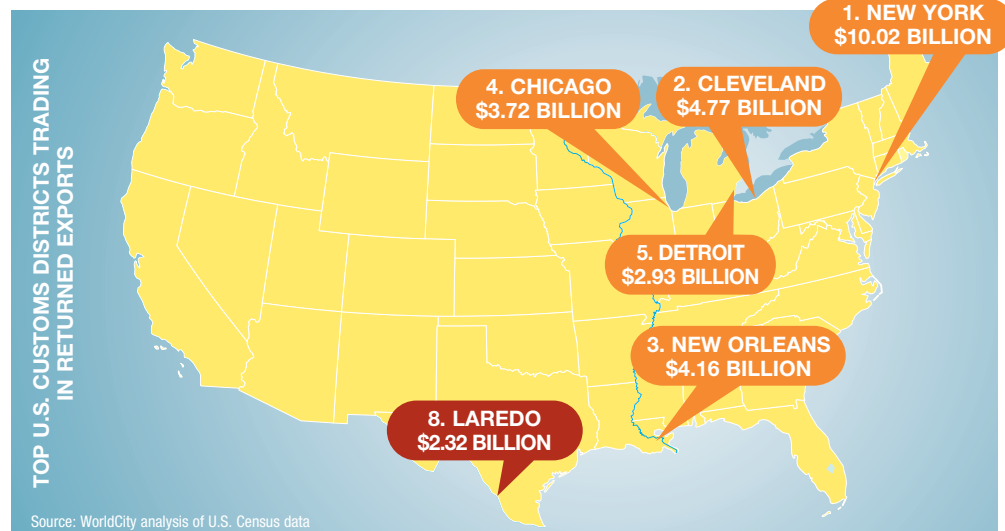 TOP U.S. CUSTOMS DISTRICTS TRADING
IN RETURNED EXPORTS
1. NEW YORK
$10.02 BILLION
4. CHICAGO
$3.72 BILLION
2. CLEVELAND
$4.77 BILLION
5. DETROIT
$2.93 BILLION
3. NEW ORLEANS
$4.16 BILLION
8. LAREDO
$2.32 BILLION
Source: WorldCity analysis of U.S. Census data